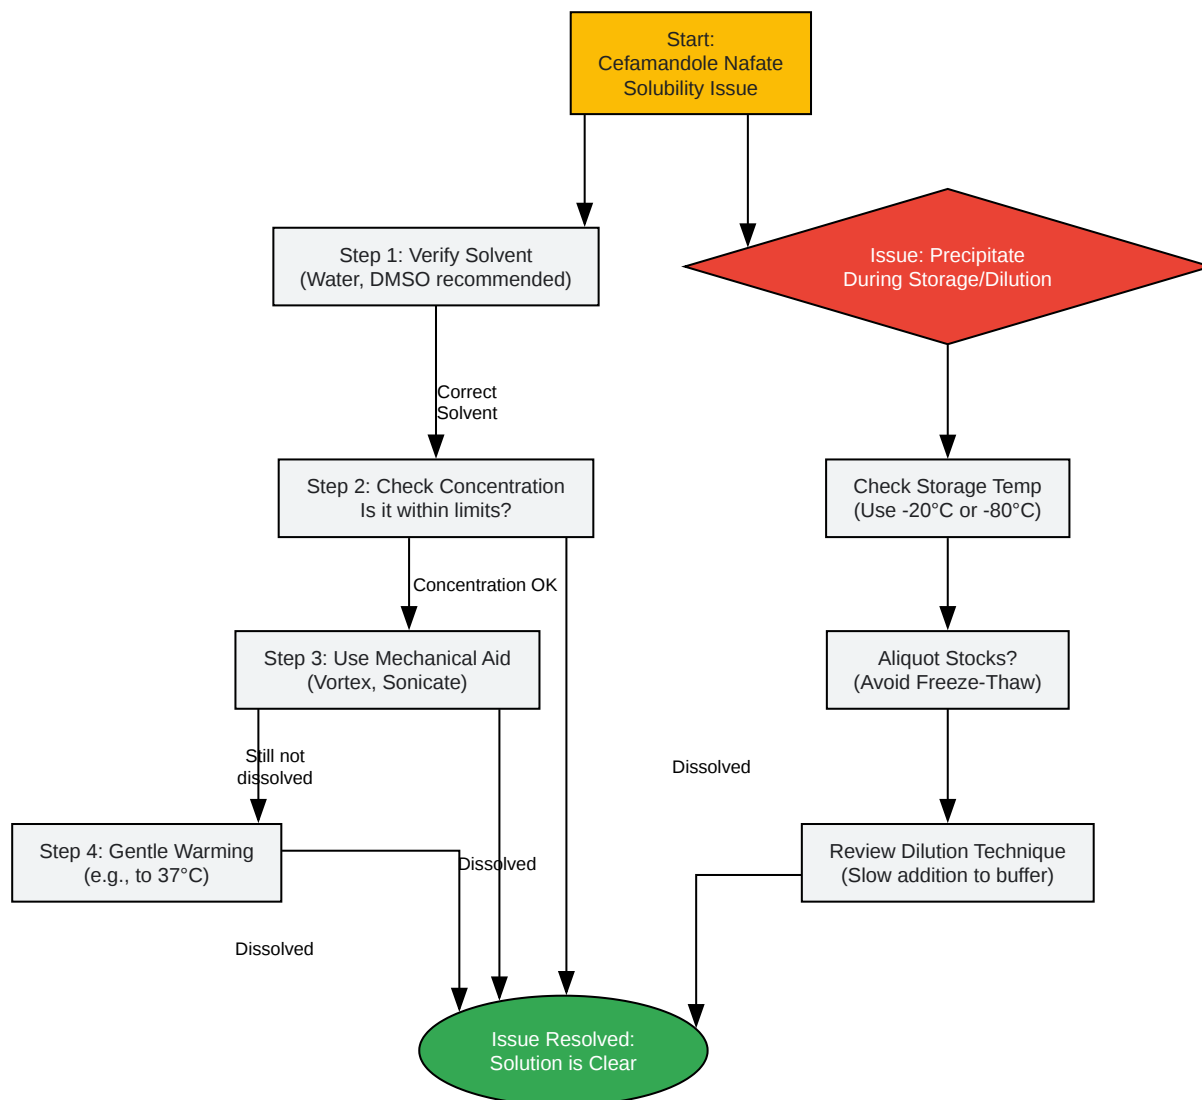 Start:
Cefamandole Nafate
Solubility Issue
Step 1: Verify Solvent
(Water, DMSO recommended)
Issue: Precipitate
During Storage/Dilution
Correct
Solvent
Step 2: Check Concentration
Is it within limits?
Check Storage Temp
(Use -20°C or -80°C)
Concentration OK
Step 3: Use Mechanical Aid
(Vortex, Sonicate)
Aliquot Stocks?
(Avoid Freeze-Thaw)
Still not
dissolved
Dissolved
Step 4: Gentle Warming
(e.g., to 37°C)
Dissolved
Review Dilution Technique
(Slow addition to buffer)
Dissolved
Issue Resolved:
Solution is Clear